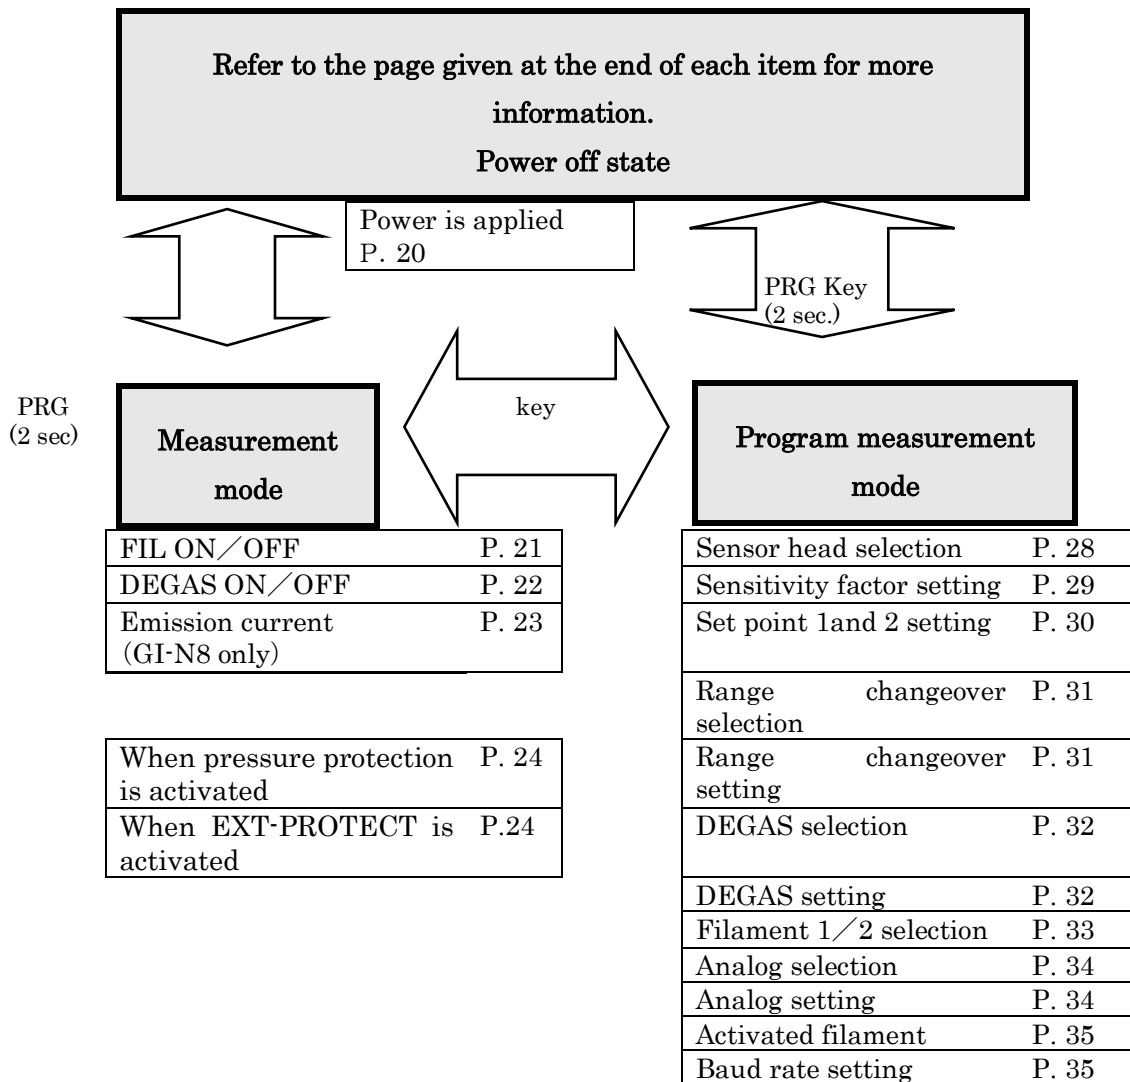 Refer to the page given at the end of each item for more
information.
Power off state
Power is applied
P. 20
PRG Key
(2 sec.)
PRG
(2 sec)
key
Measurement
mode
Program measurement
mode
FIL ON／OFF P. 21
DEGAS ON／OFF P. 22
Emission current P. 23
(GI-N8 only)
When pressure protection P. 24
is activated
When EXT-PROTECT is P.24
activated
Sensor head selection P. 28
Sensitivity factor setting P. 29
Set point 1and 2 setting P. 30
Range changeover P. 31
selection
Range changeover P. 31
setting
DEGAS selection P. 32
DEGAS setting P. 32
Filament 1／2 selection P. 33
Analog selection P. 34
Analog setting P. 34
Activated filament P. 35
Baud rate setting P. 35